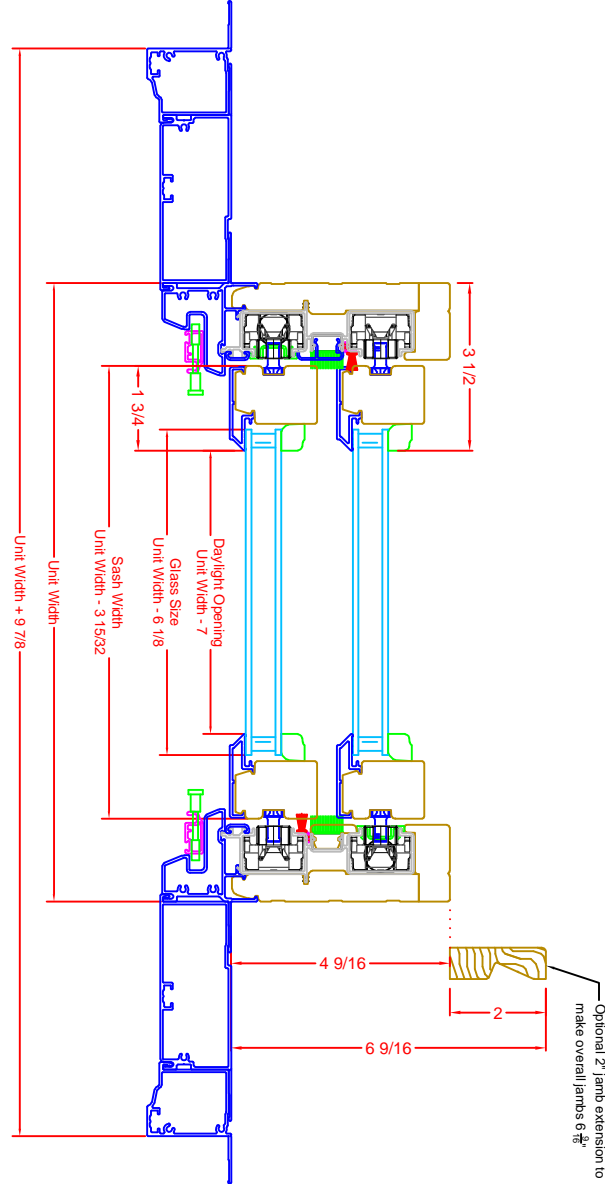 Optional 2" jamb extension to
make overall jambs 6 9/16"
3 1/2
1 3/4
Daylight Opening
Unit Width - 7
Glass Size
Unit Width - 6 1/8
Sash Width
Unit Width - 3 15/32
Unit Width
Unit Width + 9 7/8
4 9/16
2
6 9/16